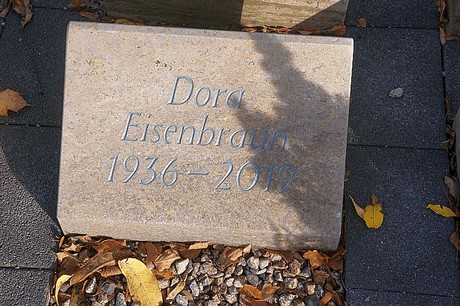 Dora
Eisenbraun
1936 – 2019